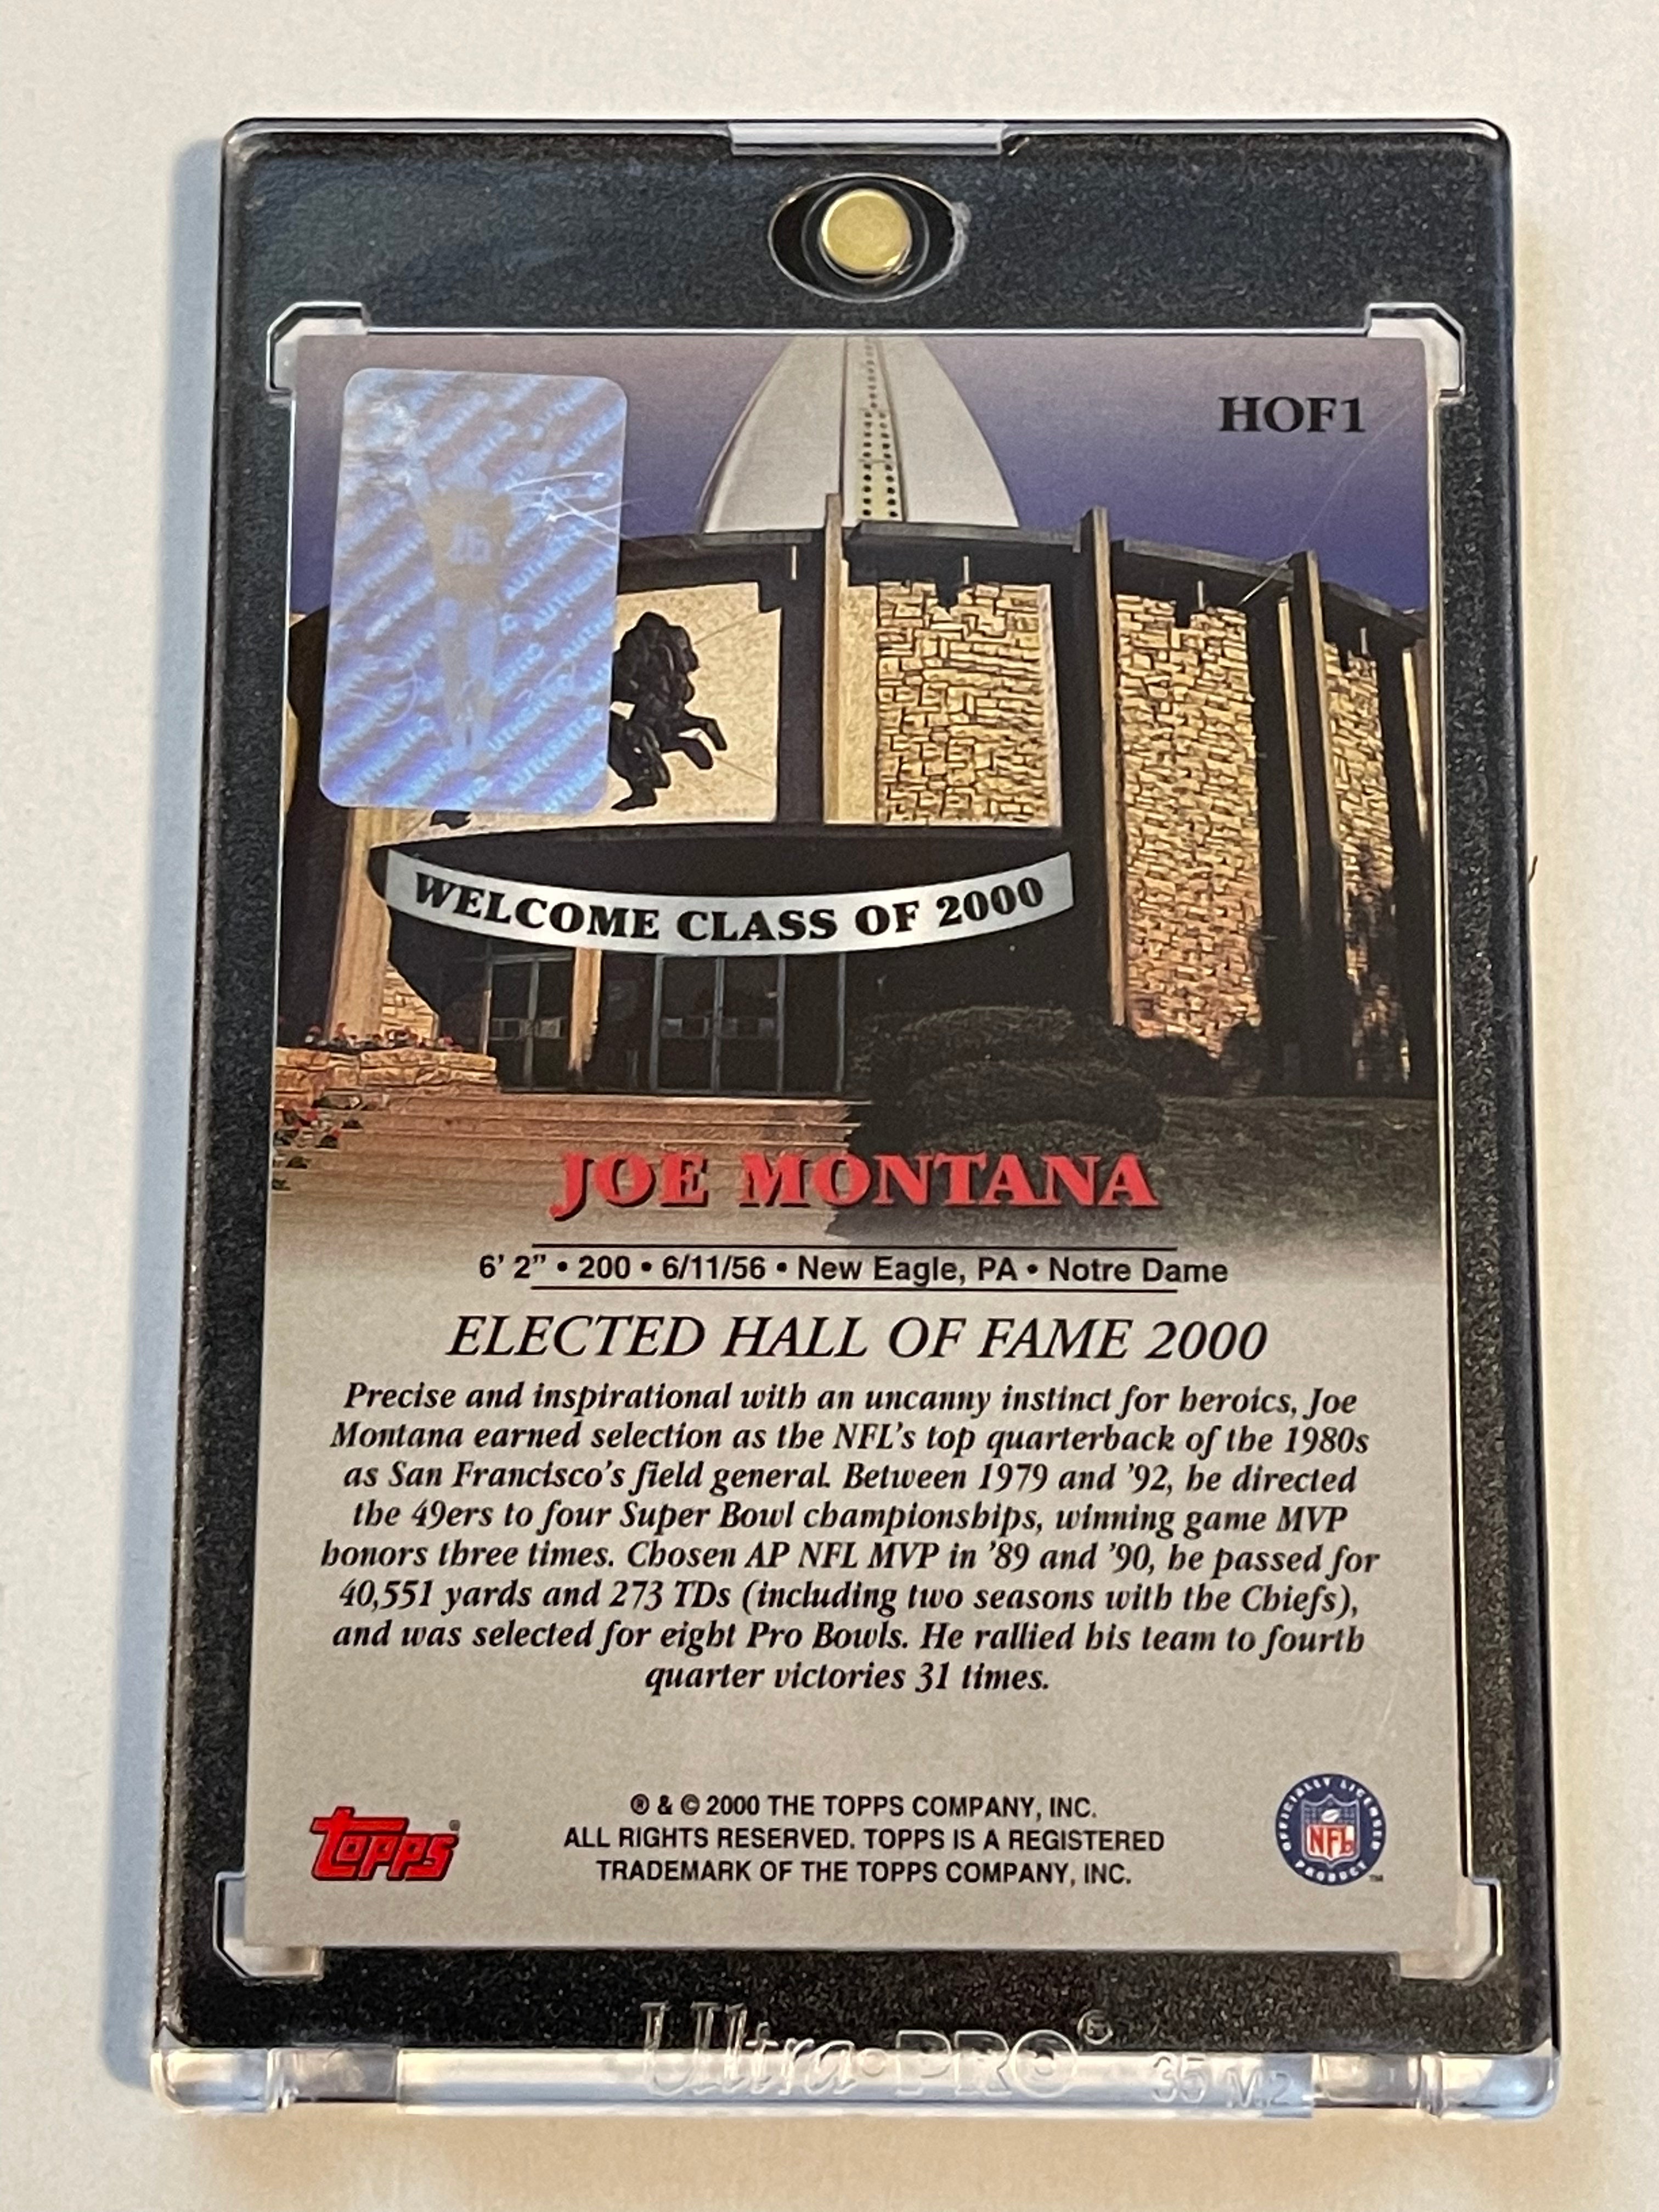 HOF1
AUTHENTIC
WELCOME CLASS OF 2000
JOE MONTANA
6' 2" • 200 • 6/11/56 • New Eagle, PA • Notre Dame
ELECTED HALL OF FAME 2000
Precise and inspirational with an uncanny instinct for heroics, Joe
Montana earned selection as the NFL's top quarterback of the 1980s
as San Francisco's field general. Between 1979 and '92, he directed
the 49ers to four Super Bowl championships, winning game MVP
honors three times. Chosen AP NFL MVP in '89 and '90, he passed for
40,551 yards and 273 TDs (including two seasons with the Chiefs),
and was selected for eight Pro Bowls. He rallied his team to fourth
quarter victories 31 times.
® & © 2000 THE TOPPS COMPANY, INC.
ALL RIGHTS RESERVED. TOPPS IS A REGISTERED
TRADEMARK OF THE TOPPS COMPANY, INC.
TOPPS®
OFFICIALLY LICENSED
NFL
PRODUCT
TM
Ultra•PRO®
35 M2